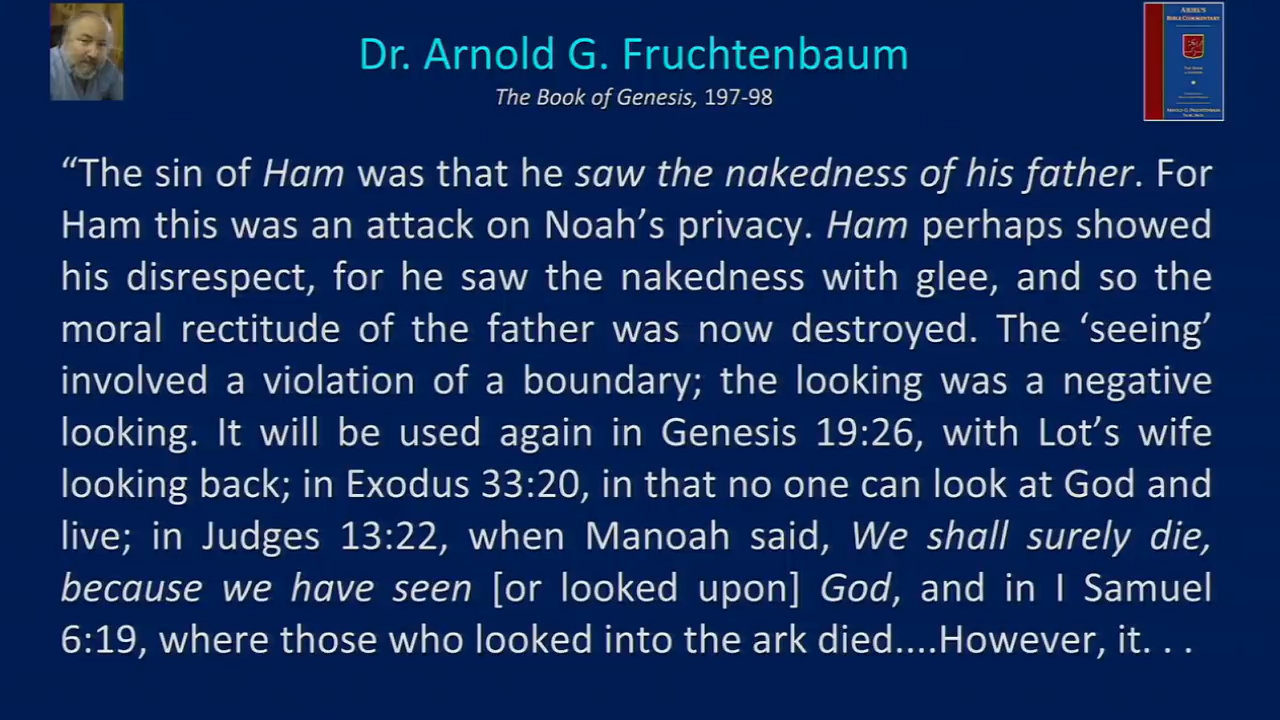 Dr. Arnold G. Fruchtenbaum
The Book of Genesis, 197-98
ARIEL'S
BIBLE COMMENTARY
“The sin of Ham was that he saw the nakedness of his father. For
Ham this was an attack on Noah’s privacy. Ham perhaps showed
his disrespect, for he saw the nakedness with glee, and so the
moral rectitude of the father was now destroyed. The ‘seeing’
involved a violation of a boundary; the looking was a negative
looking. It will be used again in Genesis 19:26, with Lot’s wife
looking back; in Exodus 33:20, in that no one can look at God and
live; in Judges 13:22, when Manoah said, We shall surely die,
because we have seen [or looked upon] God, and in I Samuel
6:19, where those who looked into the ark died....However, it. . .